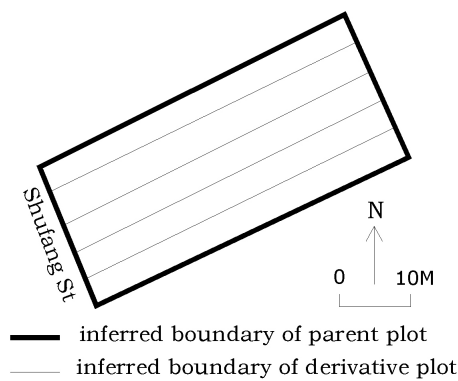 Shufang St
N
0 10M
inferred boundary of parent plot
inferred boundary of derivative plot